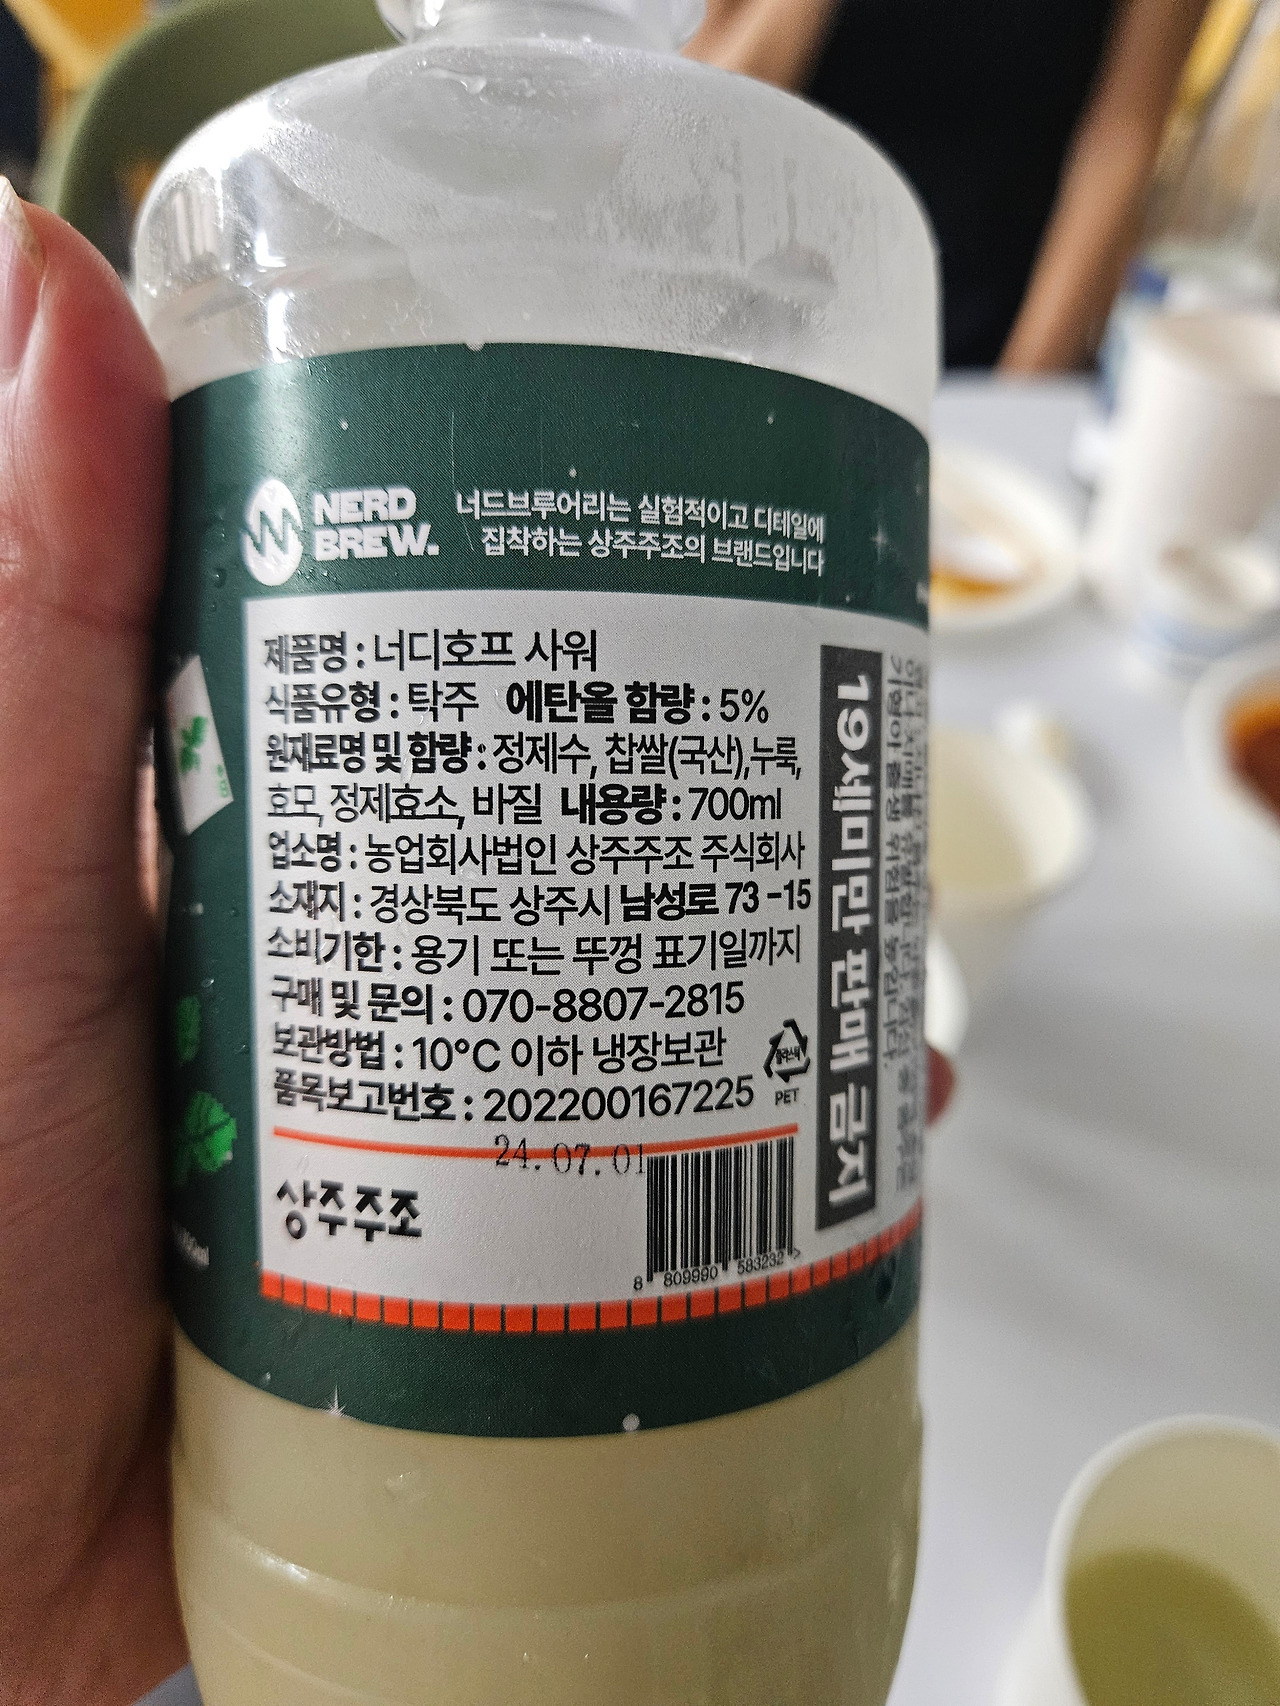 NERD
BREW.
너드브루어리는 실험적이고 디테일에
집착하는 상주주조의 브랜드입니다
제품명 : 너디호프 사워
식품유형 : 탁주 에탄올 함량 : 5%
원재료명 및 함량 : 정제수, 찹쌀(국산),누룩,
효모, 정제효소, 바질 내용량 : 700ml
업소명 : 농업회사법인 상주주조 주식회사
소재지 : 경상북도 상주시 남성로 73 -15
소비기한 : 용기 또는 뚜껑 표기일까지
구매 및 문의 : 070-8807-2815
보관방법 : 10°C 이하 냉장보관
품목보고번호 : 202200167225
플라스틱
PET
24.07.01
상주주조
8 809990 583232 >
19세미만 판매 금지